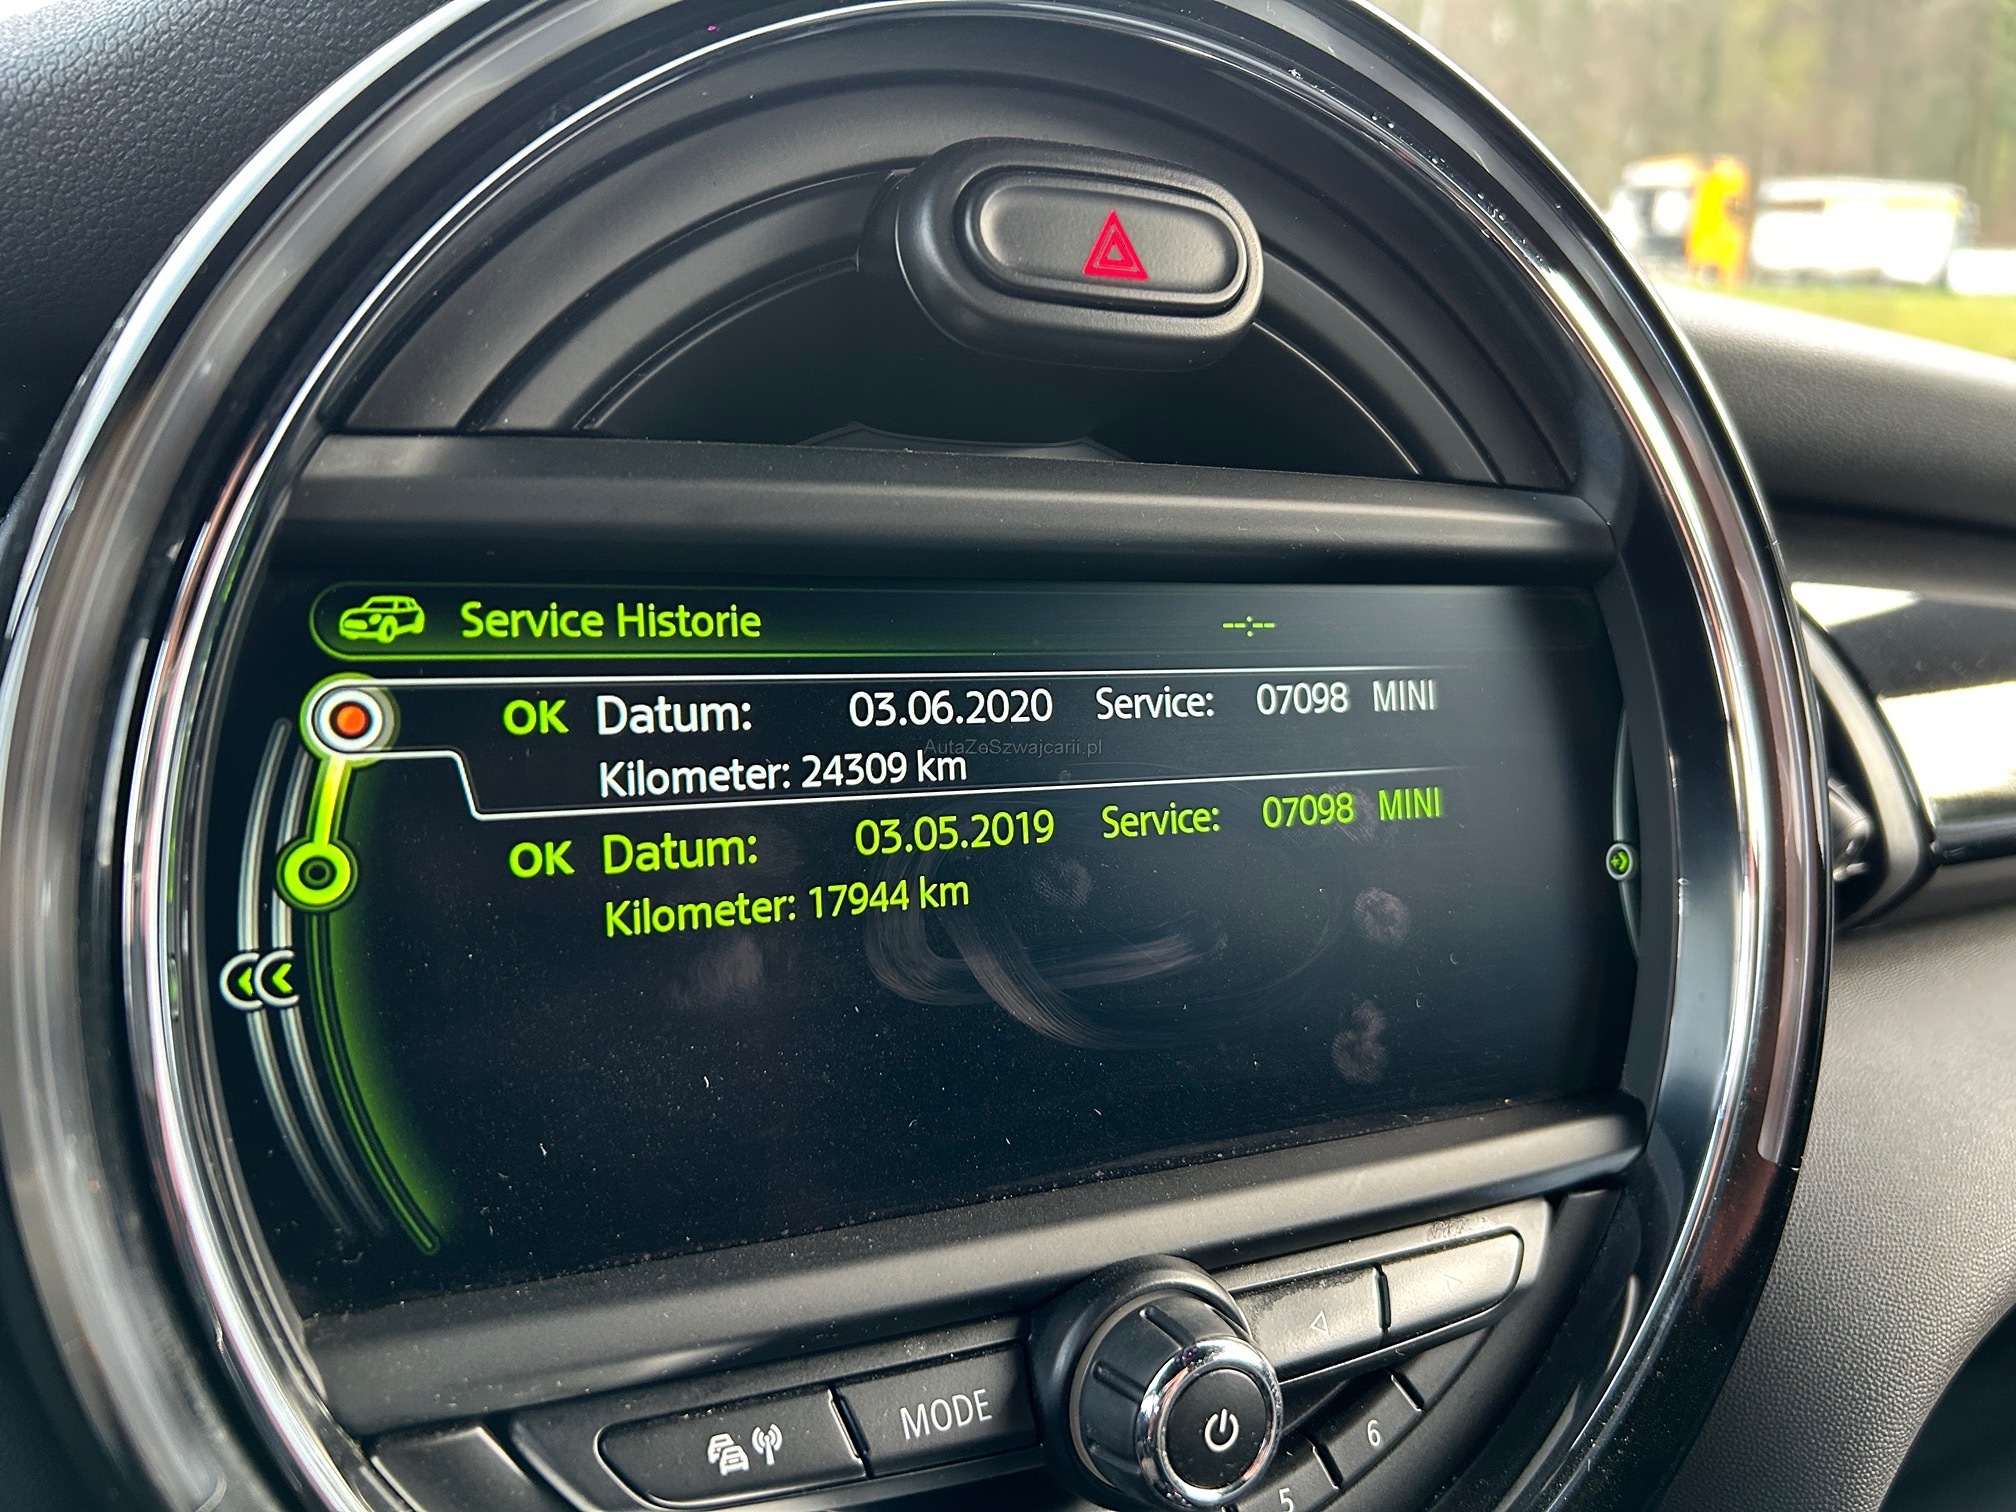 Service Historie --:--
OK Datum: 03.06.2020 Service: 07098 MINI
Kilometer: 24309 km
AutaZeSzwajcarii.pl
OK Datum: 03.05.2019 Service: 07098 MINI
Kilometer: 17944 km
MODE
6
5